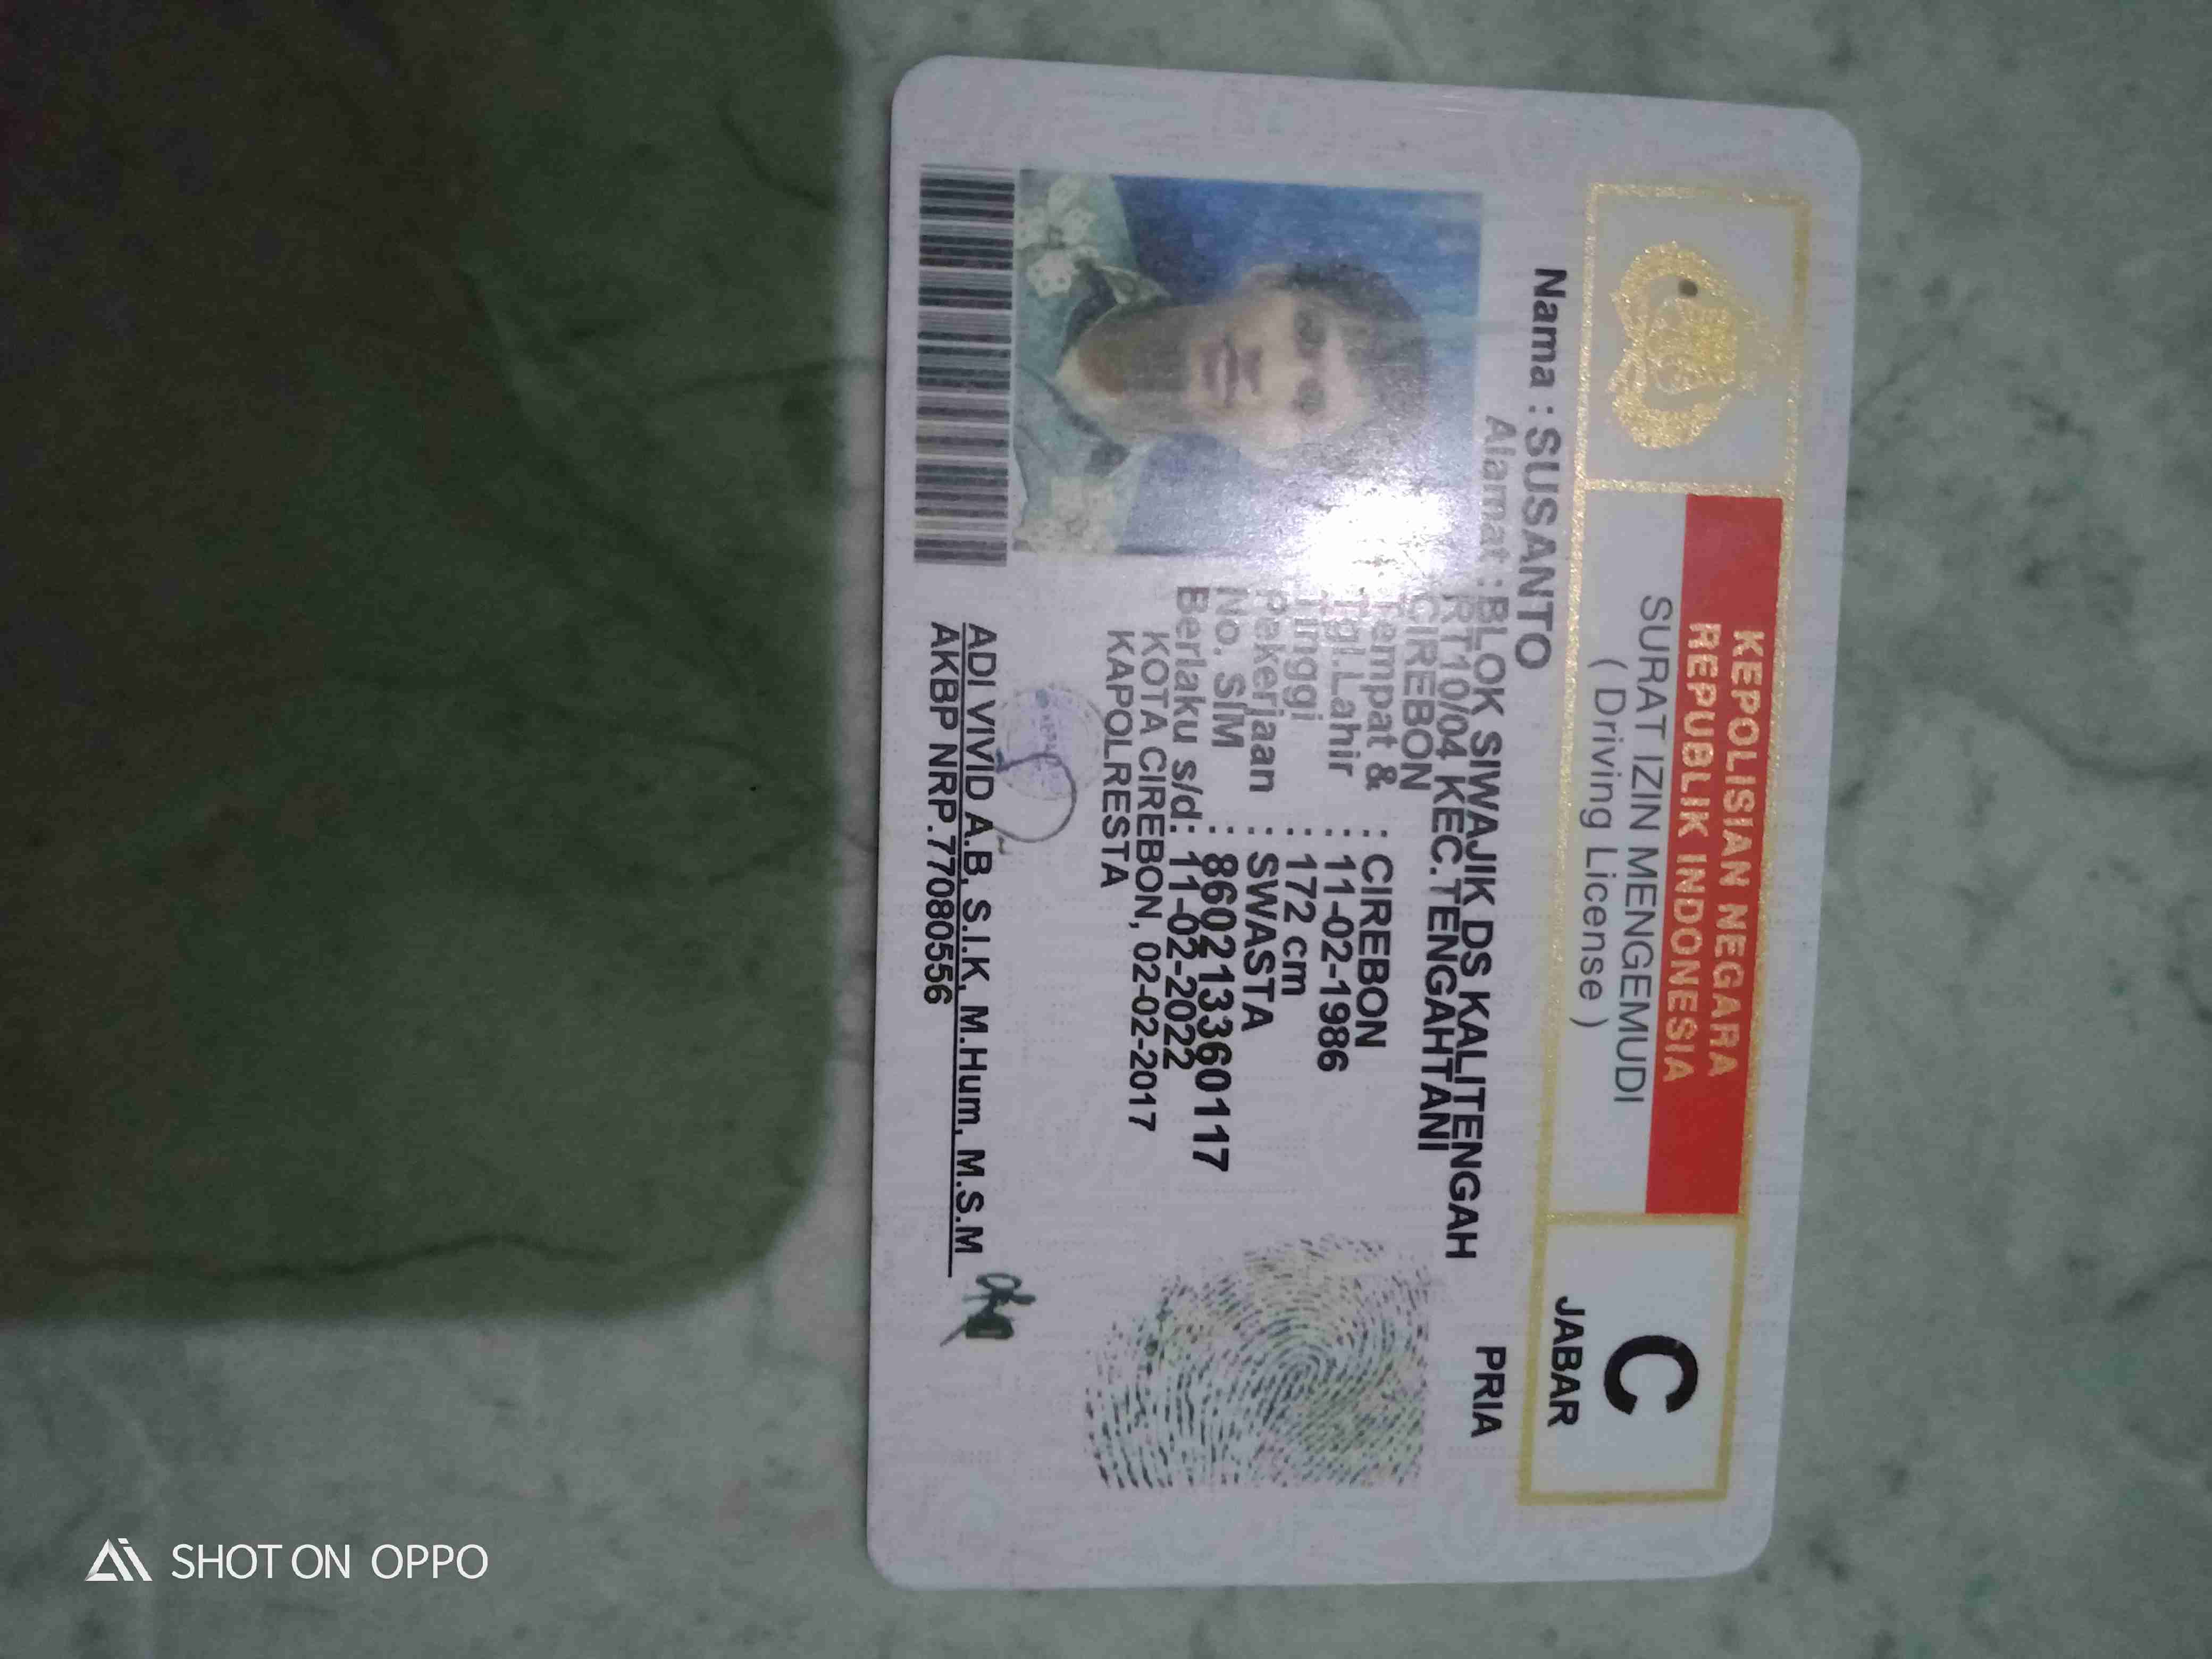 KEPOLISIAN NEGARA
REPUBLIK INDONESIA
SURAT IZIN MENGEMUDI
( Driving License )
C
JABAR
Nama : SUSANTO
PRIA
Alamat : BLOK SIWAJIK DS KALITENGAH
RT10/04 KEC.TENGAHTANI
CIREBON
Tempat & : CIREBON
Tgl.Lahir : 11-02-1986
Tinggi : 172 cm
Pekerjaan : SWASTA
No. SIM : 860213360117
Berlaku s/d: 11-02-2022
KOTA CIREBON, 02-02-2017
KAPOLRESTA
ADI VIVID A.B, S.I.K, M.Hum, M.S.M
AKBP NRP.77080556
SHOT ON OPPO